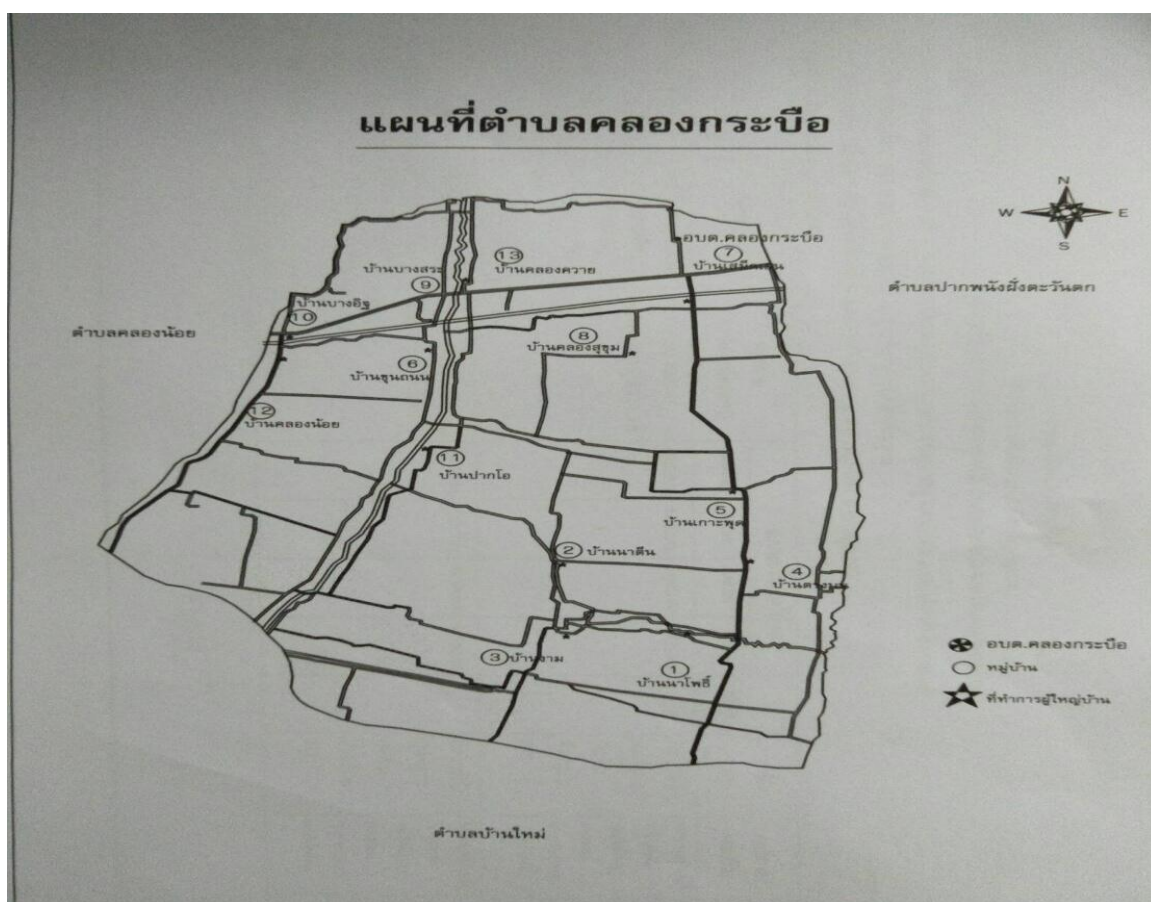 แผนที่ตำบลคลองกระบือ
N
W
E
S
อบต.คลองกระบือ
7
13
บ้านคลองควาย
บ้านบางสระ
9
ตำบลปากพนังฝั่งตะวันตก
บ้านบางอิฐ
10
ตำบลคลองน้อย
8
บ้านคลองสุขุม
6
บ้านขุนถนน
12
บ้านคลองน้อย
11
บ้านปากโอ
5
บ้านเกาะพุด
2 บ้านนาตีน
4
3 บ้านงาม
1
บ้านนาโพธิ์
อบต.คลองกระบือ
หมู่บ้าน
ที่ทำการผู้ใหญ่บ้าน
ตำบลบ้านใหม่